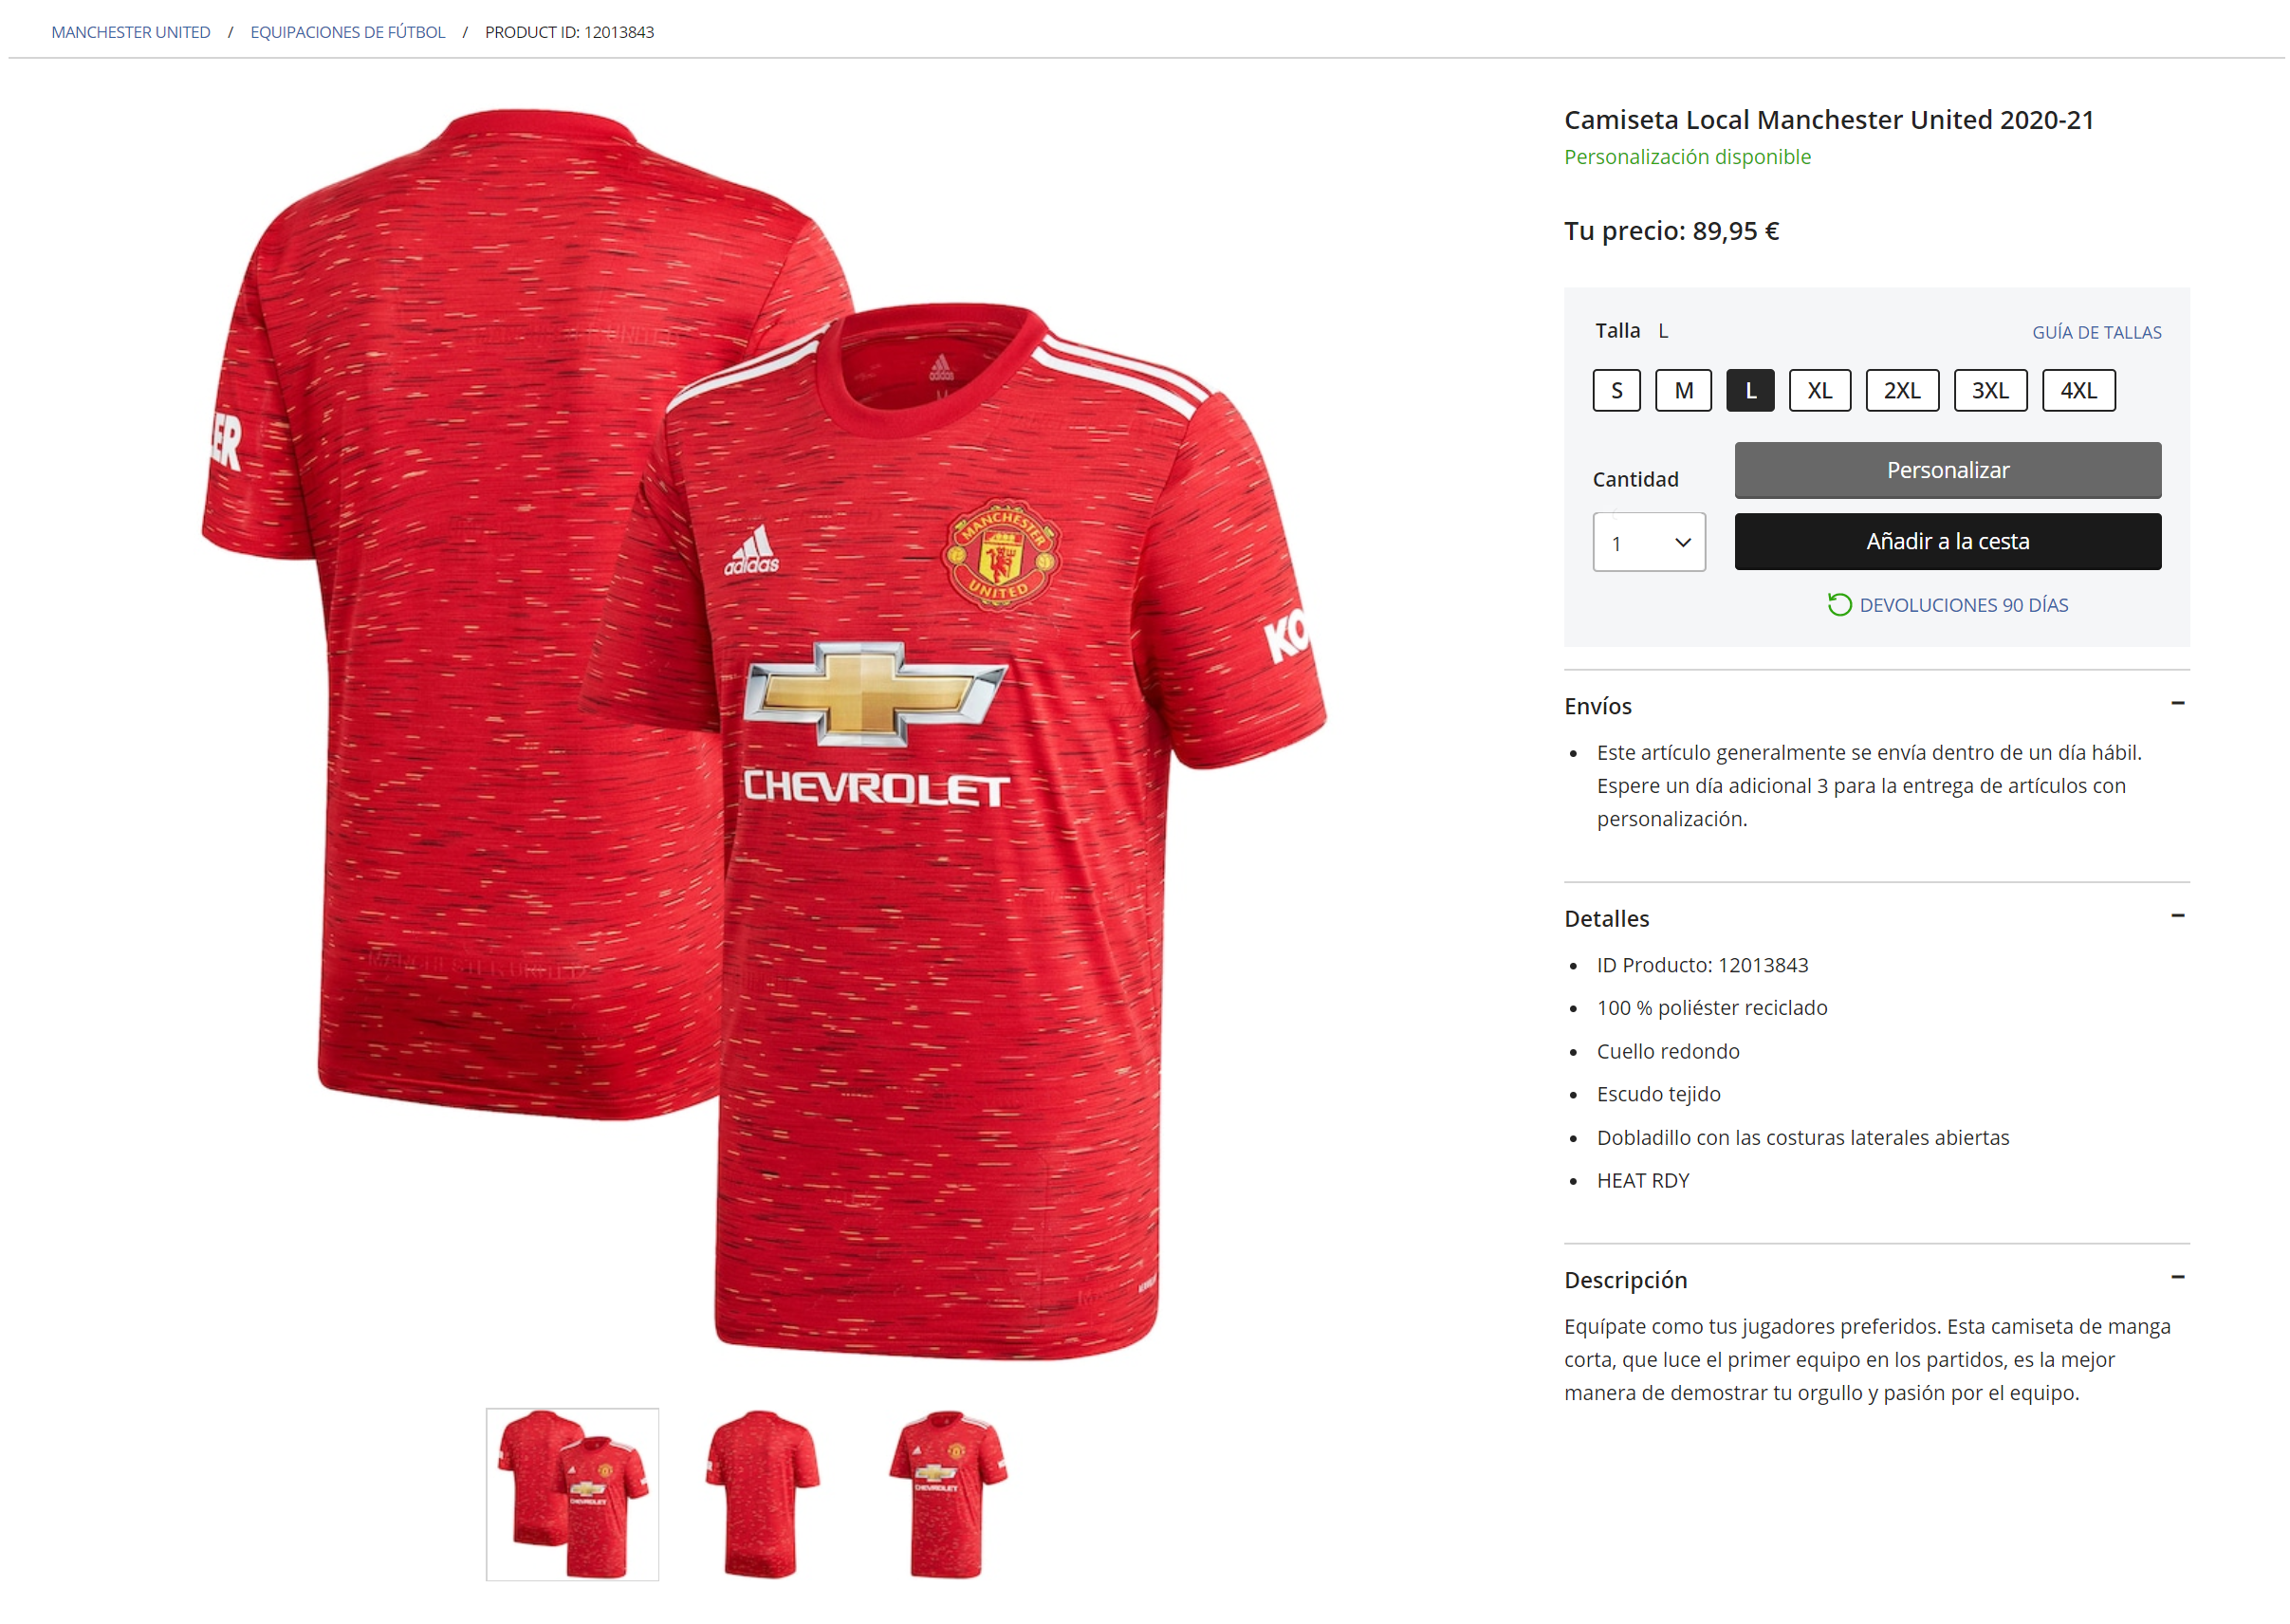 MANCHESTER UNITED / EQUIPACIONES DE FÚTBOL / PRODUCT ID: 12013843
Camiseta Local Manchester United 2020-21
Personalización disponible
Tu precio: 89,95 €
Talla L
GUÍA DE TALLAS
S M L XL 2XL 3XL 4XL
Cantidad
Personalizar
1
Añadir a la cesta
DEVOLUCIONES 90 DÍAS
Envíos
Este artículo generalmente se envía dentro de un día hábil.
Espere un día adicional 3 para la entrega de artículos con
personalización.
Detalles
ID Producto: 12013843
100 % poliéster reciclado
Cuello redondo
Escudo tejido
Dobladillo con las costuras laterales abiertas
HEAT RDY
Descripción
Equípate como tus jugadores preferidos. Esta camiseta de manga
corta, que luce el primer equipo en los partidos, es la mejor
manera de demostrar tu orgullo y pasión por el equipo.
adidas
ER
adidas
MANCHESTER
UNITED
KO
CHEVROLET
MANCHESTER UNITED
CHEVROLET
CHEVROLET